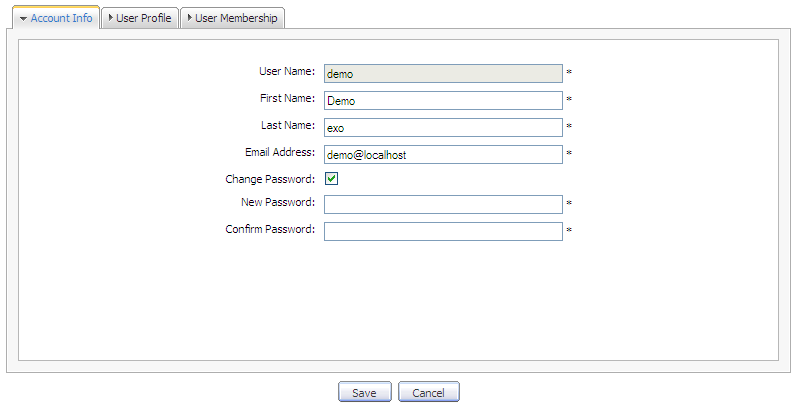 Account Info User Profile User Membership
User Name: demo *
First Name: Demo *
Last Name: exo *
Email Address: demo@localhost *
Change Password:
New Password: *
Confirm Password: *
Save Cancel